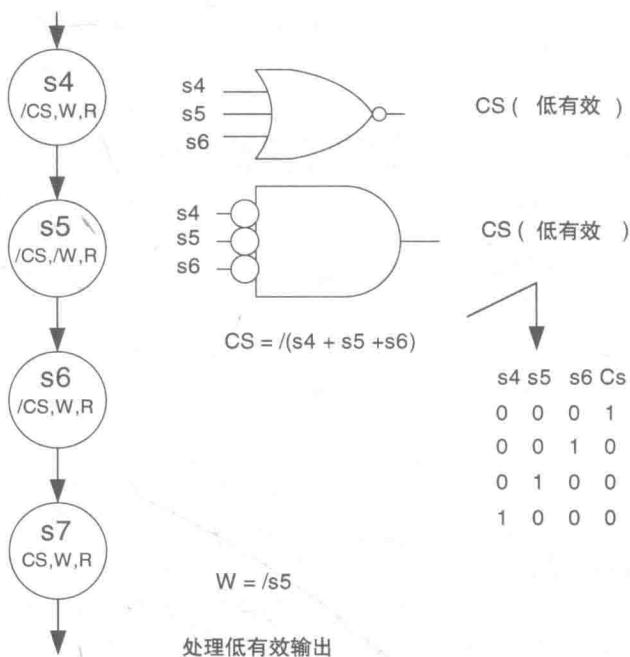 s4
/CS,W,R
s5
/CS,/W,R
s6
/CS,W,R
s7
CS,W,R
s4
s5
s6
CS ( 低有效 )
s4
s5
s6
CS ( 低有效 )
CS = /(s4 + s5 +s6)
s4 s5 s6 Cs
0 0 0 1
0 0 1 0
0 1 0 0
1 0 0 0
W = /s5
处理低有效输出